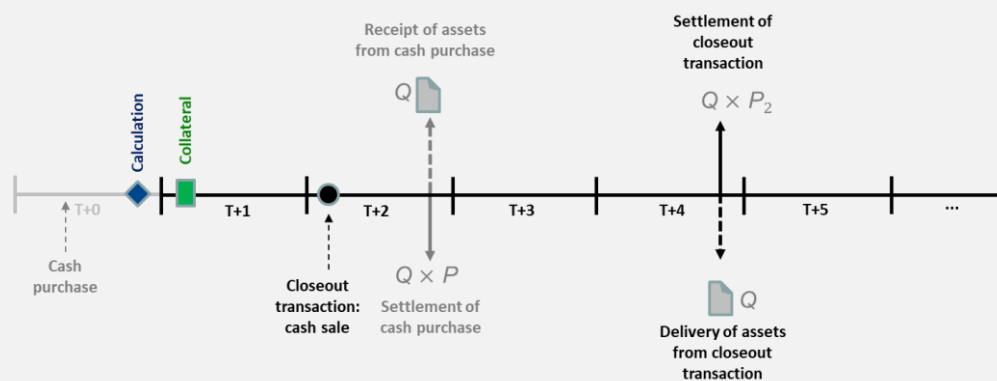 Receipt of assets
from cash purchase
Q
Settlement of
closeout
transaction
Q × P₂
Calculation
Collateral
T+0
T+1
T+2
T+3
T+4
T+5
...
Cash
purchase
Closeout
transaction:
cash sale
Q × P
Settlement of
cash purchase
Q
Delivery of assets
from closeout
transaction